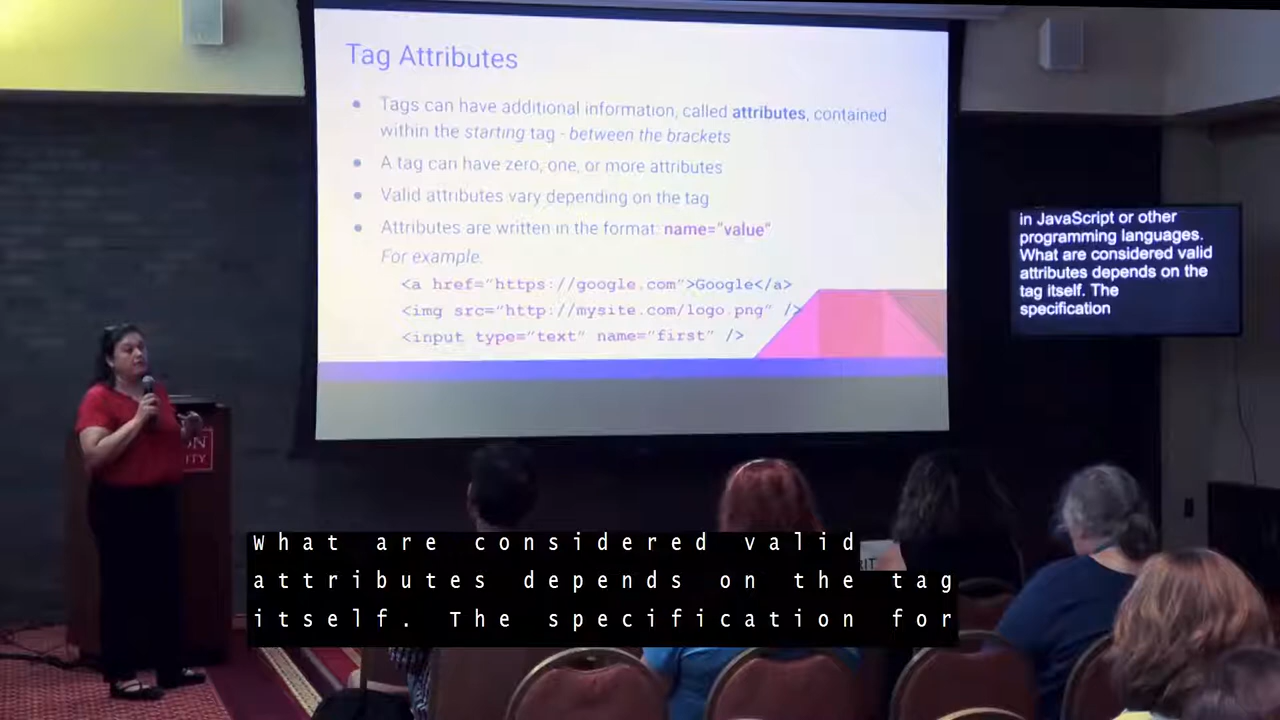 Tag Attributes
• Tags can have additional information, called attributes, contained
within the starting tag - between the brackets
• A tag can have zero, one, or more attributes
• Valid attributes vary depending on the tag
• Attributes are written in the format: name="value"
For example.
<a href="https://google.com">Google</a>
<img src="http://mysite.com/logo.png" />
<input type="text" name="first" />
in JavaScript or other
programming languages.
What are considered valid
attributes depends on the
tag itself. The
specification
What are considered valid
attributes depends on the tag
itself. The specification for